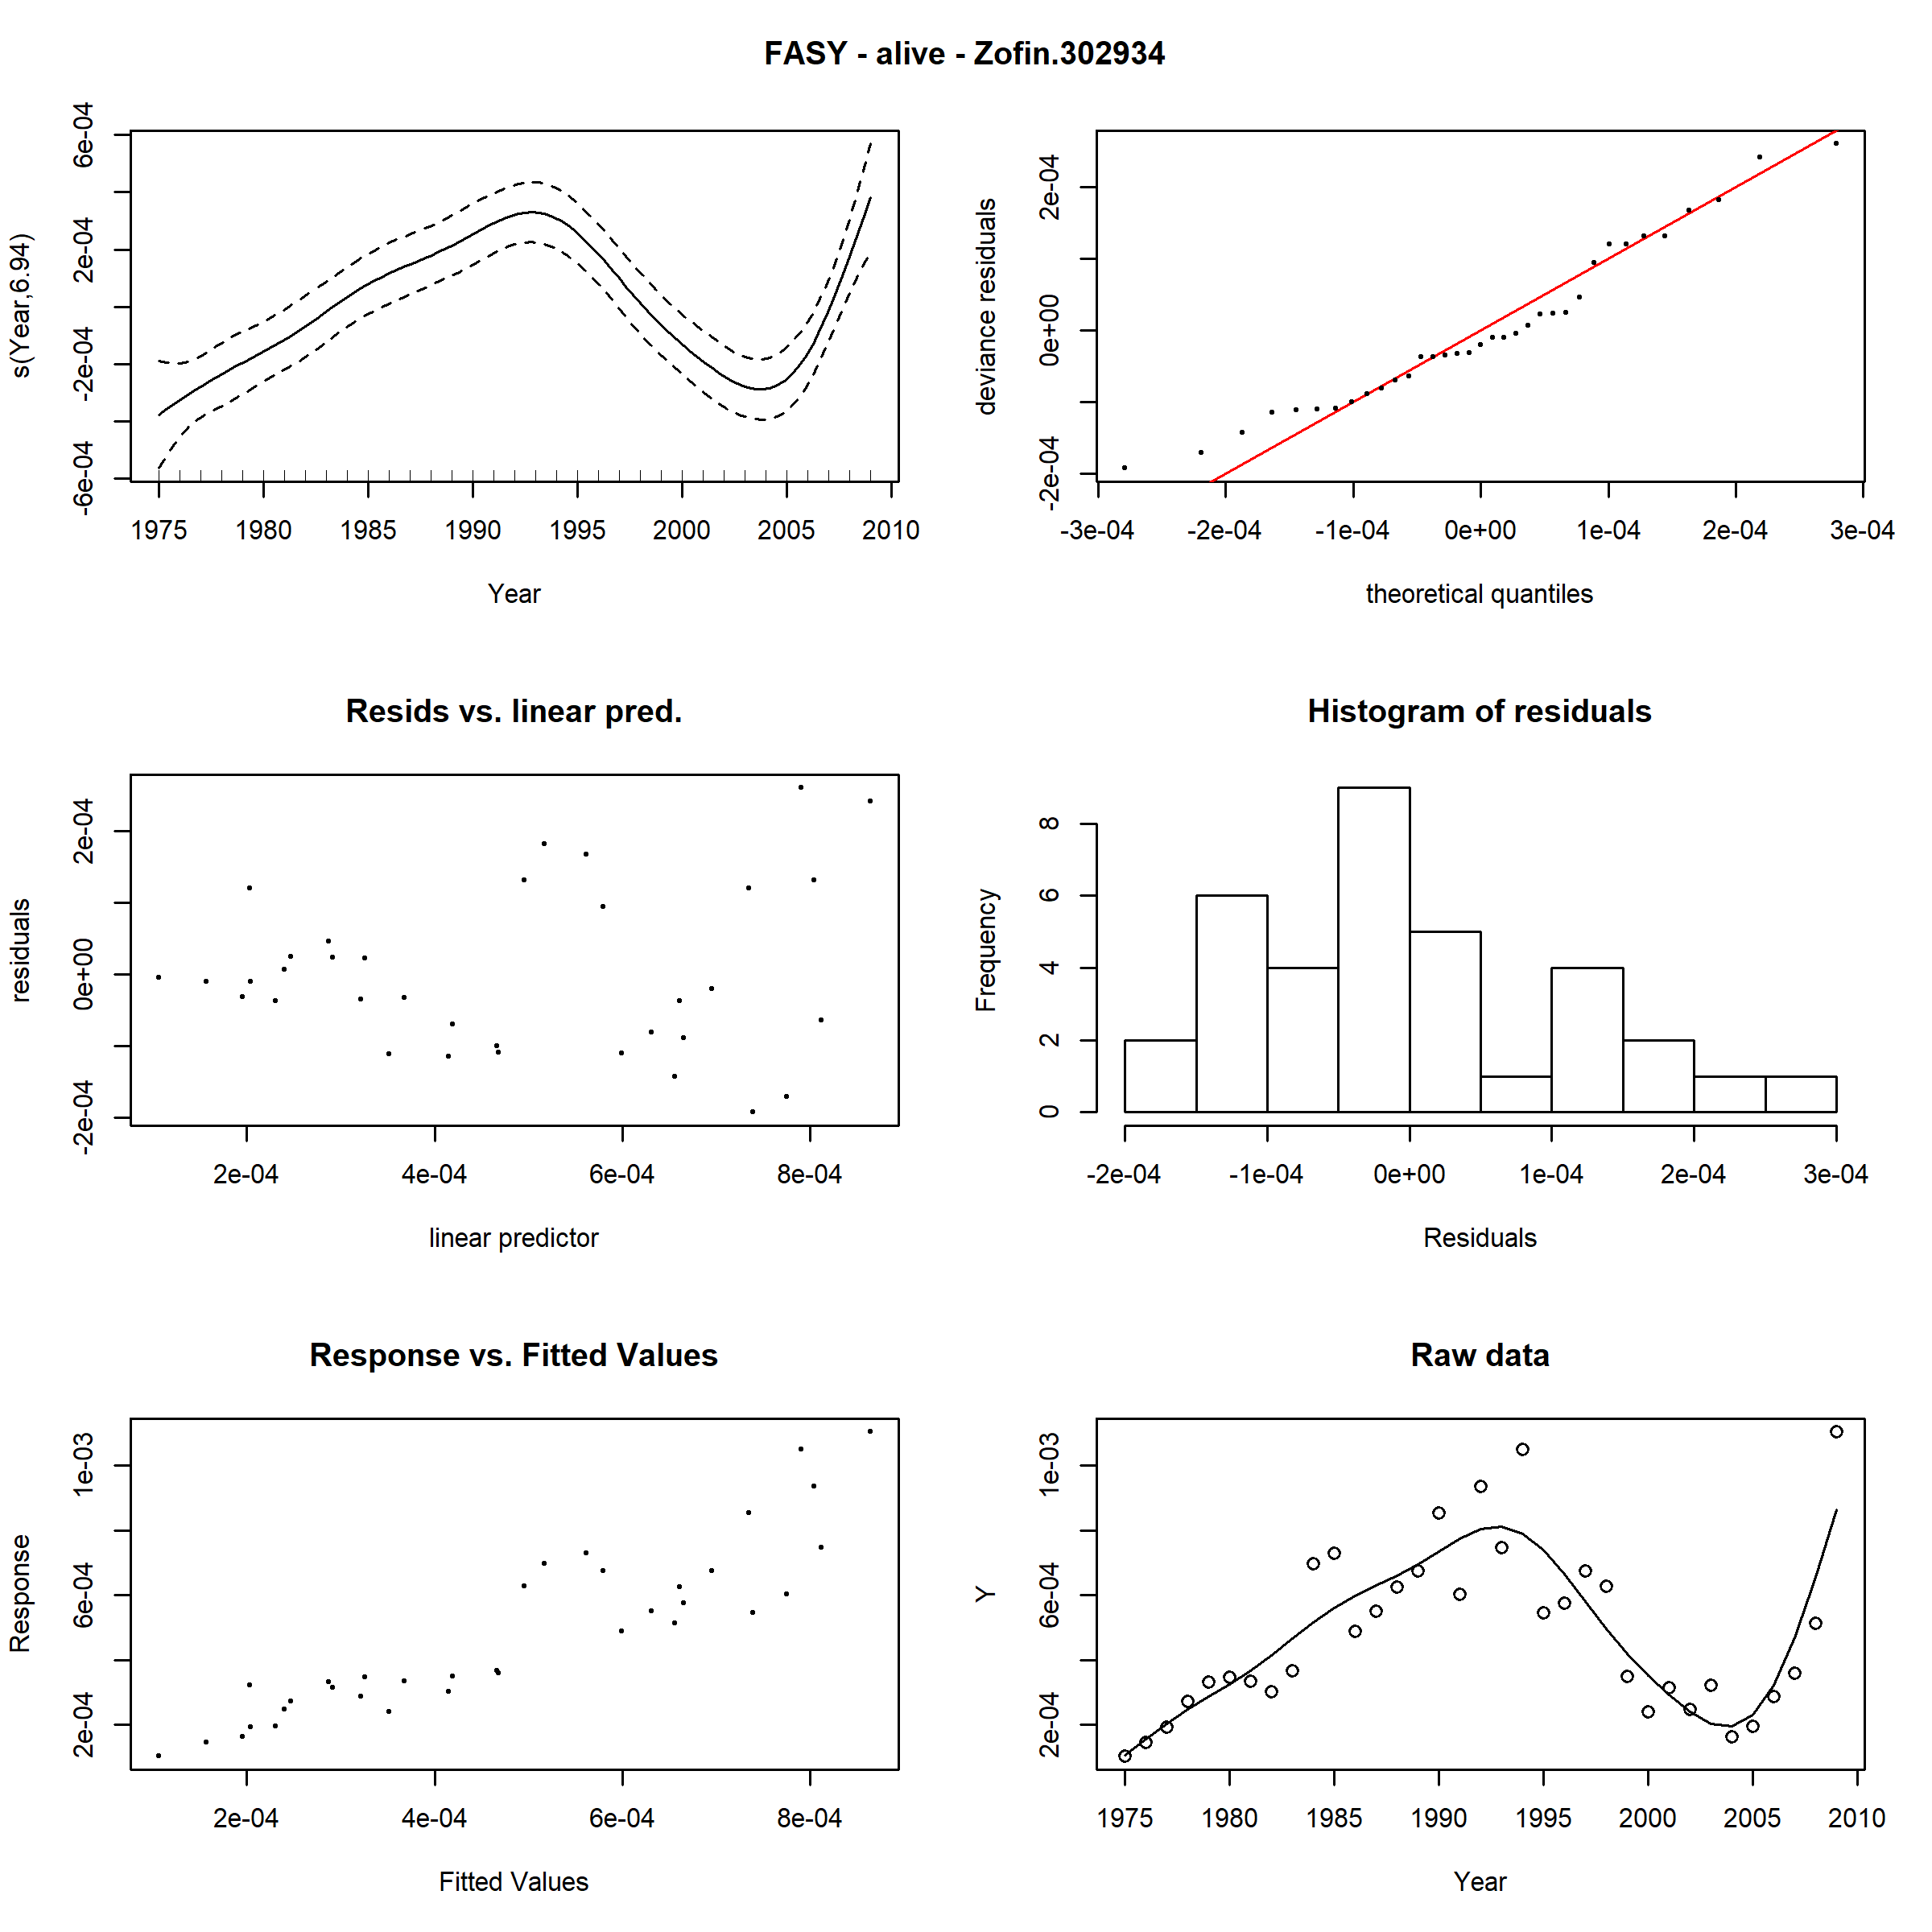 FASY - alive - Zofin.302934
s(Year,6.94)
6e-04
2e-04
-2e-04
-6e-04
1975 1980 1985 1990 1995 2000 2005 2010
Year
deviance residuals
2e-04
0e+00
-2e-04
-3e-04 -2e-04 -1e-04 0e+00 1e-04 2e-04 3e-04
theoretical quantiles
Resids vs. linear pred.
residuals
2e-04
0e+00
-2e-04
2e-04 4e-04 6e-04 8e-04
linear predictor
Histogram of residuals
Frequency
8
6
4
2
0
-2e-04 -1e-04 0e+00 1e-04 2e-04 3e-04
Residuals
Response vs. Fitted Values
Response
1e-03
6e-04
2e-04
2e-04 4e-04 6e-04 8e-04
Fitted Values
Raw data
Y
1e-03
6e-04
2e-04
1975 1980 1985 1990 1995 2000 2005 2010
Year